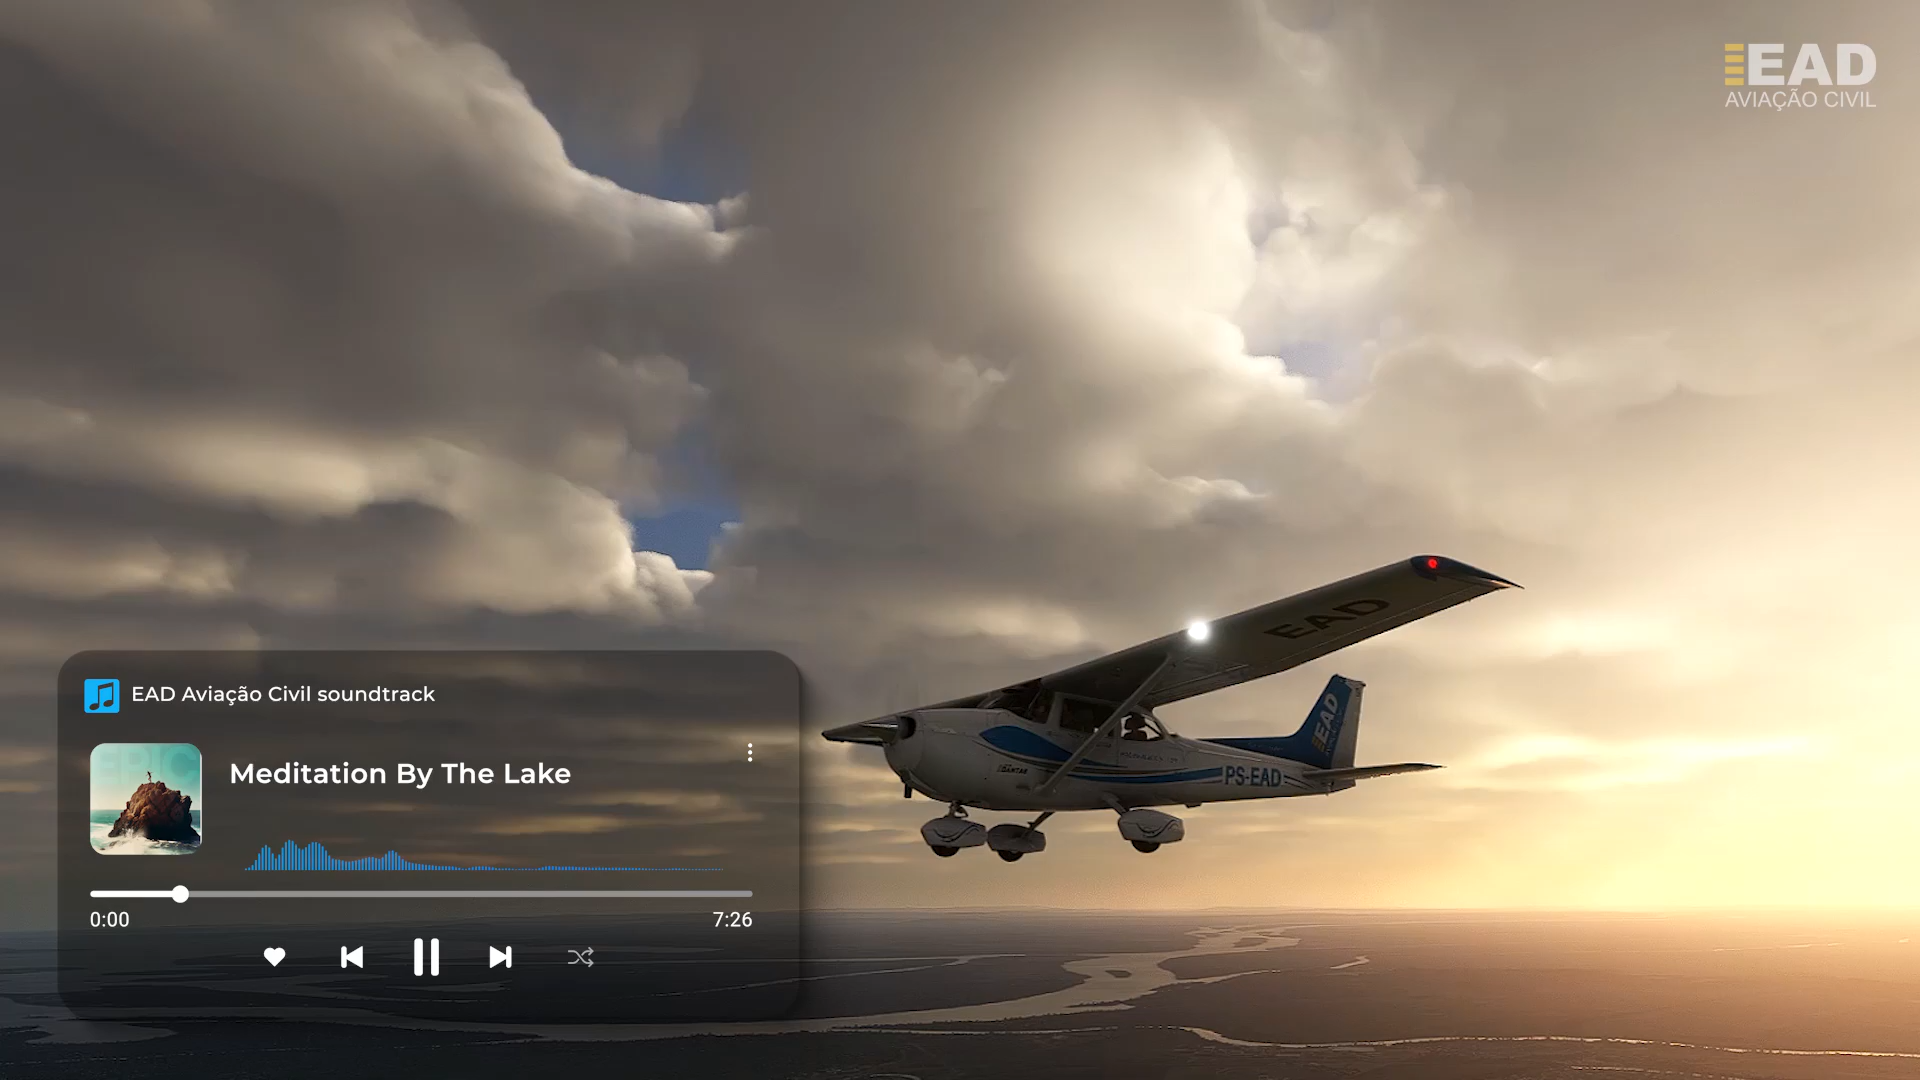 EAD
AVIAÇÃO CIVIL
EAD
EAD Aviação Civil soundtrack
EAD
EPIC
Meditation By The Lake
PS-EAD
0:00
7:26